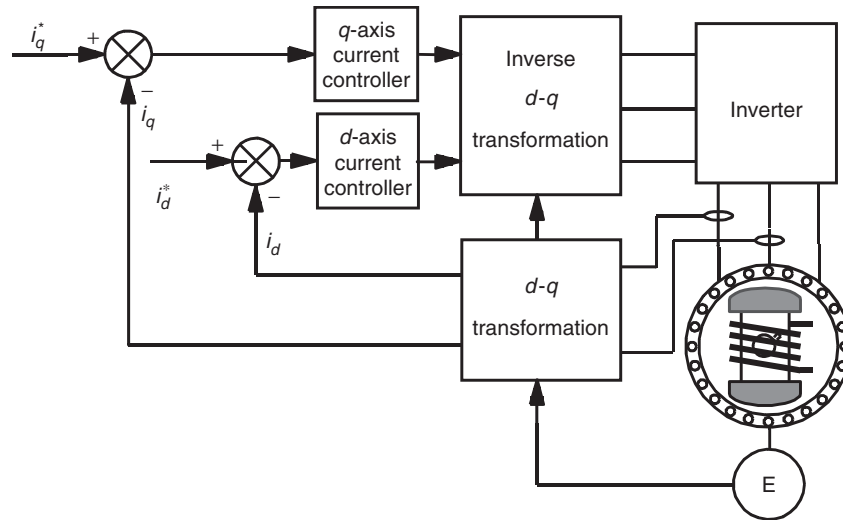 i*q
+
−
iq
q-axis
current
controller
Inverse
d-q
transformation
Inverter
+
i*d
−
id
d-axis
current
controller
d-q
transformation
E